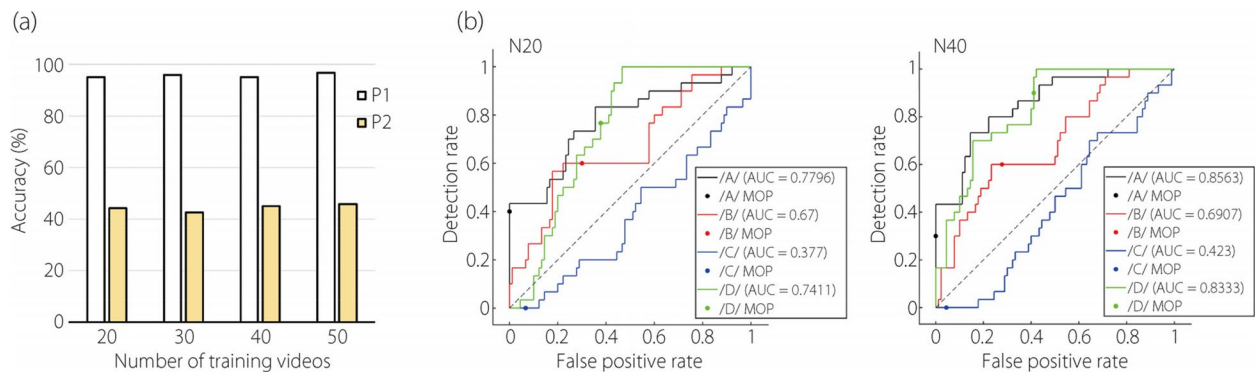 (a)
100
80
60
40
20
0
Accuracy (%)
P1
P2
20 30 40 50
Number of training videos
(b)
N20
1
0.8
0.6
0.4
0.2
0
Detection rate
/A/ (AUC = 0.7796)
/A/ MOP
/B/ (AUC = 0.67)
/B/ MOP
/C/ (AUC = 0.377)
/C/ MOP
/D/ (AUC = 0.7411)
/D/ MOP
0 0.2 0.4 0.6 0.8 1
False positive rate
N40
1
0.8
0.6
0.4
0.2
0
Detection rate
/A/ (AUC = 0.8563)
/A/ MOP
/B/ (AUC = 0.6907)
/B/ MOP
/C/ (AUC = 0.423)
/C/ MOP
/D/ (AUC = 0.8333)
/D/ MOP
0 0.2 0.4 0.6 0.8 1
False positive rate